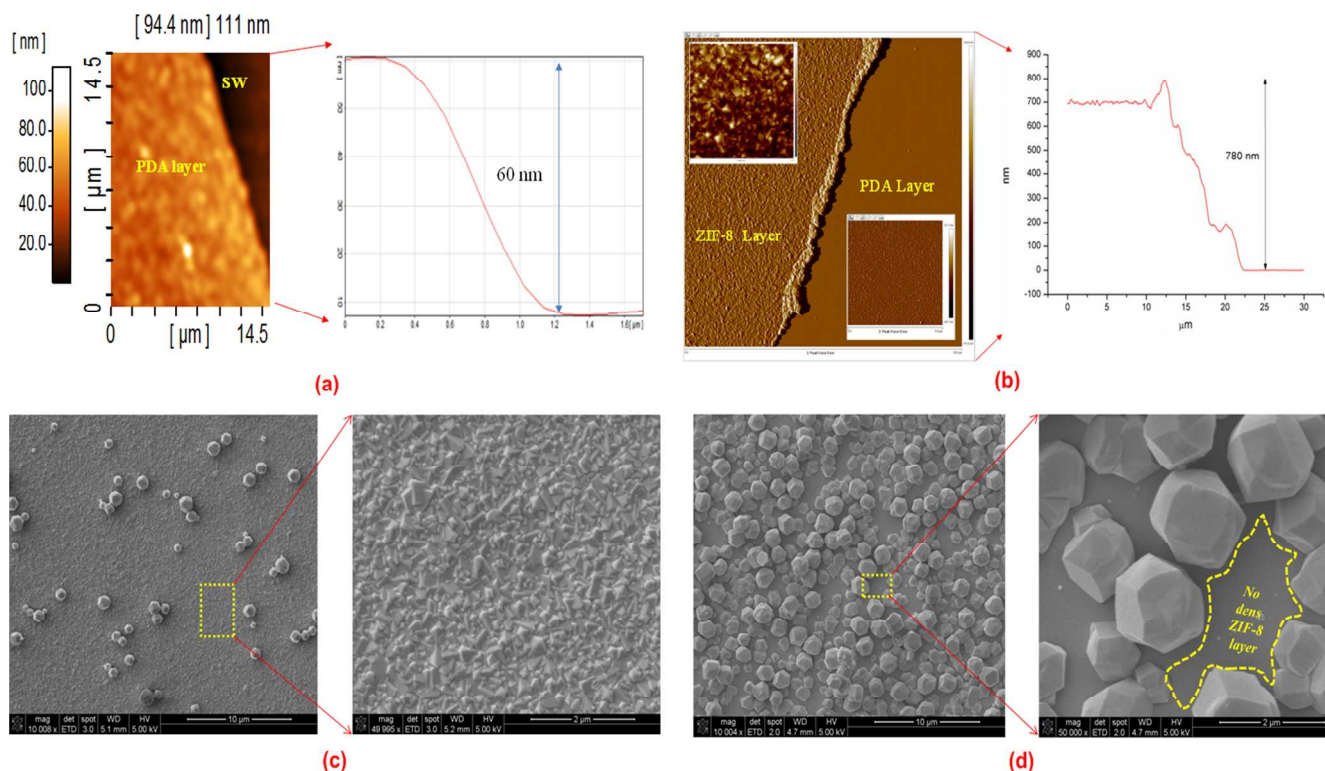 [ 94.4 nm] 111 nm
[ nm]
100
80.0
60.0
40.0
20.0
14.5
[ µm ]
0
SW
PDA layer
0
[ µm]
14.5
60 nm
0
0.2
0.4
0.6
0.8
1.0
1.2
1.4
1.6[ µm]
(a)
ZIF-8 Layer
PDA Layer
900
800
700
600
500
400
300
200
100
0
nm
780 nm
0
5
10
15
20
25
30
µm
(b)
mag
det
spot
WD
HV
10 µm
10 008 x
ETD
3.0
5.1 mm
5.00 kV
mag
det
spot
WD
HV
2 µm
49 995 x
ETD
3.0
5.2 mm
5.00 kV
(c)
mag
det
spot
WD
HV
10 µm
10 004 x
ETD
2.0
4.7 mm
5.00 kV
No
dens
ZIF-8
layer
mag
det
spot
WD
HV
2 µm
50 000 x
ETD
2.0
4.7 mm
5.00 kV
(d)